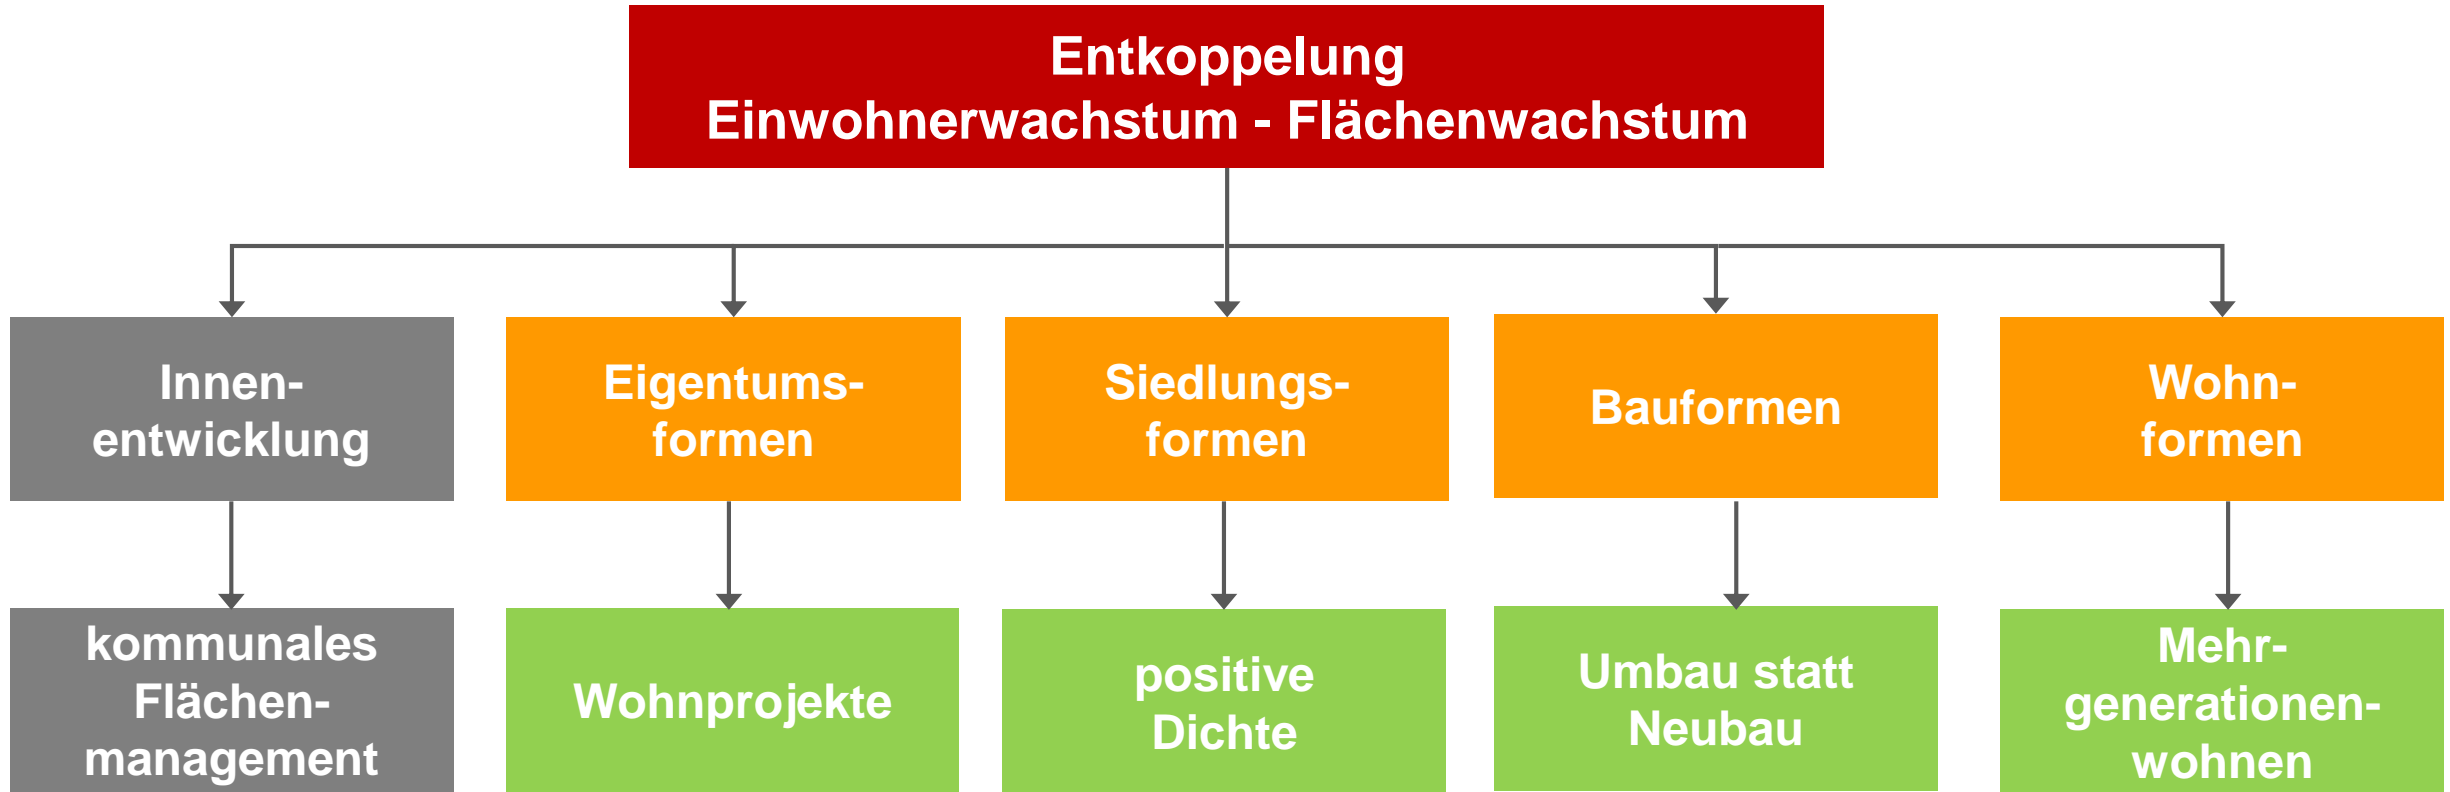 Entkoppelung
Einwohnerwachstum - Flächenwachstum
Innen-
entwicklung
Eigentums-
formen
Siedlungs-
formen
Bauformen
Wohn-
formen
kommunales
Flächen-
management
Wohnprojekte
positive
Dichte
Umbau statt
Neubau
Mehr-
generationen-
wohnen